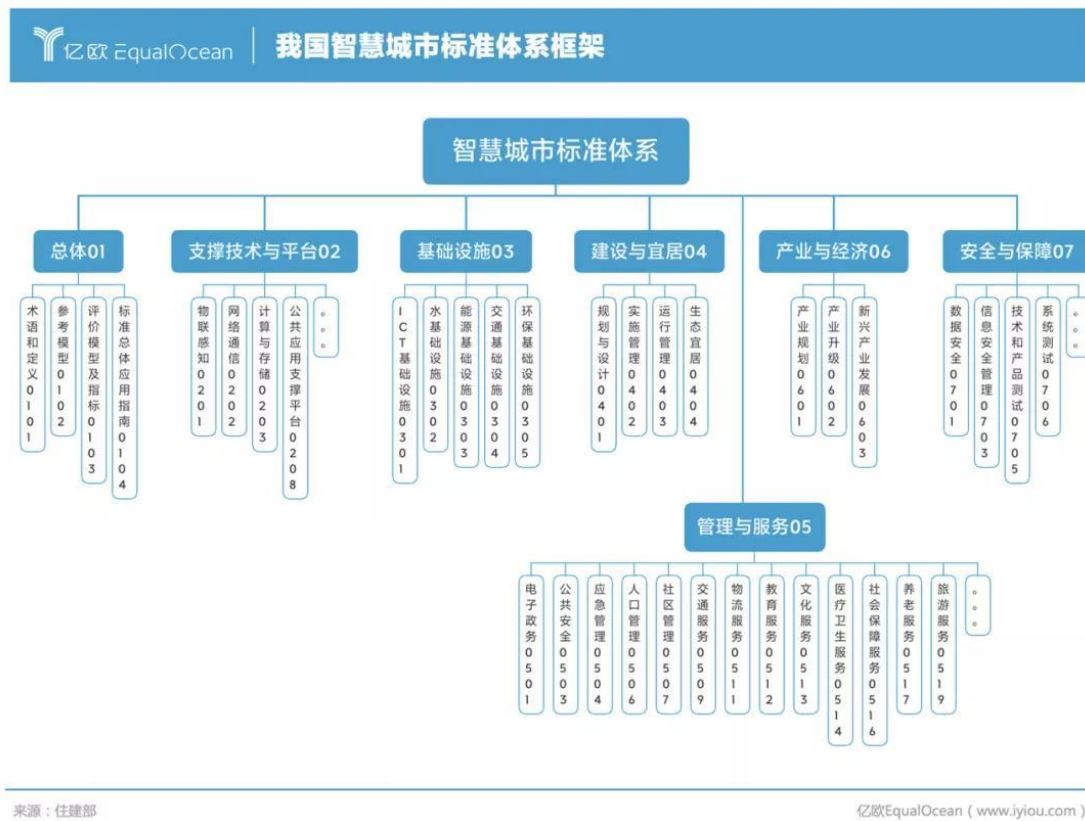 亿欧 EqualOcean
我国智慧城市标准体系框架
智慧城市标准体系
总体01
支撑技术与平台02
基础设施03
建设与宜居04
产业与经济06
安全与保障07
术语和定义0101
参考模型0102
评价模型及指标0103
标准总体应用指南0104
物联感知0201
网络通信0202
计算与存储0203
公共应用支撑平台0208
。。。
ICT基础设施0301
水基础设施0302
能源基础设施0303
交通基础设施0304
环保基础设施0305
规划与设计0401
实施管理0402
运行管理0403
生态宜居0404
产业规划0601
产业升级0602
新兴产业发展0603
数据安全0701
信息安全管理0703
技术和产品测试0705
系统测试0706
。。。
管理与服务05
电子政务0501
公共安全0503
应急管理0504
人口管理0506
社区管理0507
交通服务0509
物流服务0511
教育服务0512
文化服务0513
医疗卫生服务0514
社会保障服务0516
养老服务0517
旅游服务0519
。。。
来源：住建部
亿欧EqualOcean（www.iyiou.com）